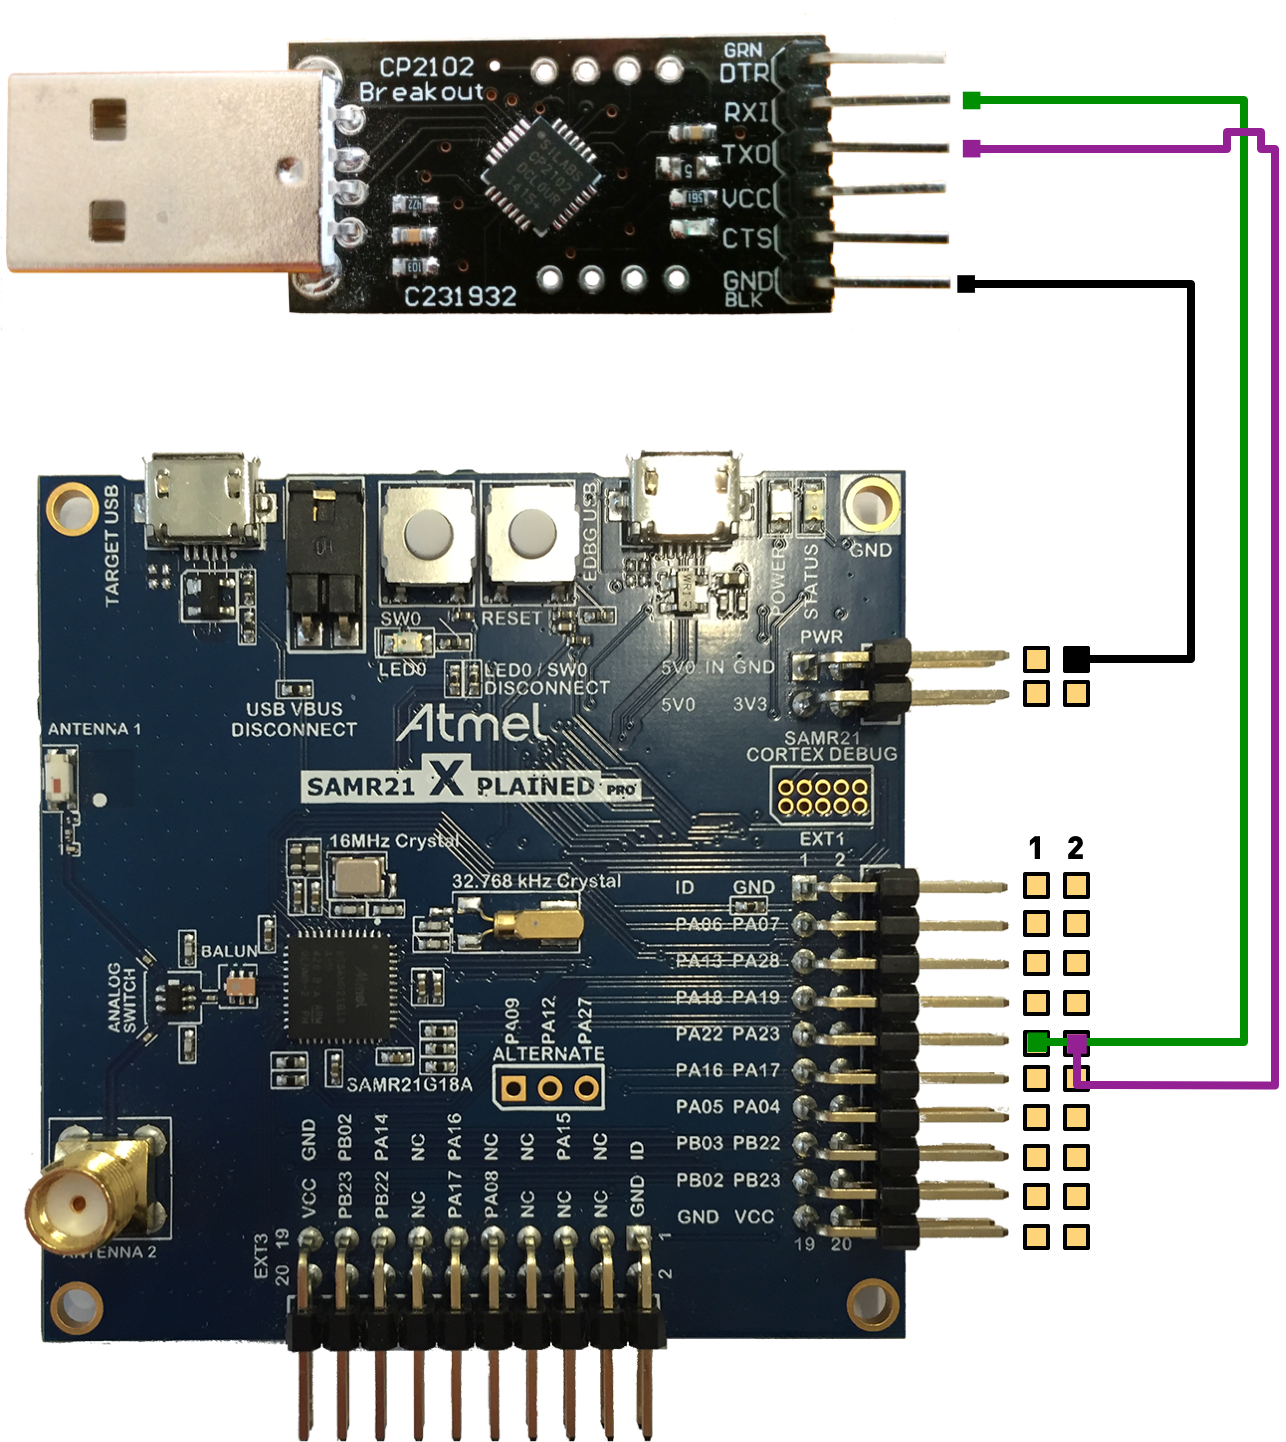 GRN
CP2102
DTR
Breakout
RXI
TXO
VCC
CTS
GND
BLK
C231932
472
103
561
5
TARGET USB
EDBG USB
GND
POWER
STATUS
SW0
RESET
PWR
LED0
LED0 / SW0
DISCONNECT
5V0 IN GND
5V0 3V3
USB VBUS
DISCONNECT
Atmel
ANTENNA 1
SAMR21
CORTEX DEBUG
SAMR21 X PLAINED PRO
EXT1
1 2
1 2
16MHz Crystal
32.768 kHz Crystal
ID GND
PA06 PA07
PA13 PA28
PA18 PA19
PA22 PA23
PA16 PA17
PA05 PA04
PB03 PB22
PB02 PB23
GND VCC
19 20
BALUN
ANALOG
SWITCH
PA09
PA12
PA27
ALTERNATE
SAMR21G18A
GND PB02 PA14 NC PA16 NC NC PA15 NC ID
VCC PB23 PB22 NC PA17 PA08 NC NC NC GND
ANTENNA 2
EXT3
19
20
1
2